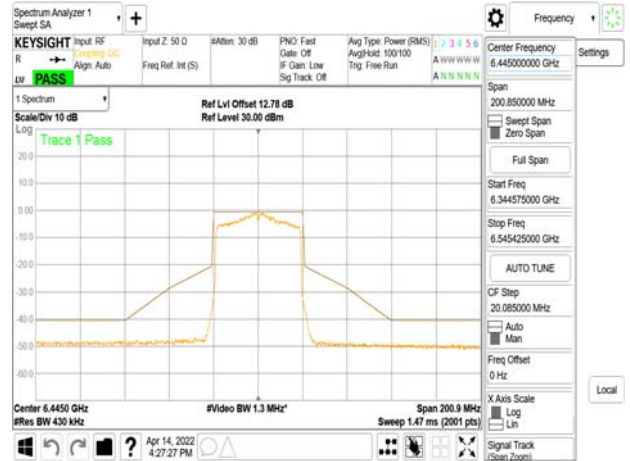 Spectrum Analyzer 1
Swept SA
+
Frequency
KEYSIGHT
Input: RF
Coupling: DC
Align: Auto
Input Z: 50 Ω
Freq Ref: Int (S)
#Atten: 30 dB
PNO: Fast
Gate: Off
IF Gain: Low
Sig Track: Off
Avg Type: Power (RMS)
Avg|Hold: 100/100
Trig: Free Run
1 2 3 4 5 6
A W W W W W
A N N N N N
R
LU
PASS
Center Frequency
6.445000000 GHz
Settings
1 Spectrum
Ref Lvl Offset 12.78 dB
Scale/Div 10 dB
Ref Level 30.00 dBm
Log
Trace 1 Pass
20.0
10.0
0.00
-10.0
-20.0
-30.0
-40.0
-50.0
-60.0
Span
200.850000 MHz
Swept Span
Zero Span
Full Span
Start Freq
6.344575000 GHz
Stop Freq
6.545425000 GHz
AUTO TUNE
CF Step
20.085000 MHz
Auto
Man
Freq Offset
0 Hz
X Axis Scale
Log
Lin
Signal Track
(Span Zoom)
Local
Center 6.4450 GHz
#Video BW 1.3 MHz*
Span 200.9 MHz
#Res BW 430 kHz
Sweep 1.47 ms (2001 pts)
?
Apr 14, 2022
4:27:27 PM